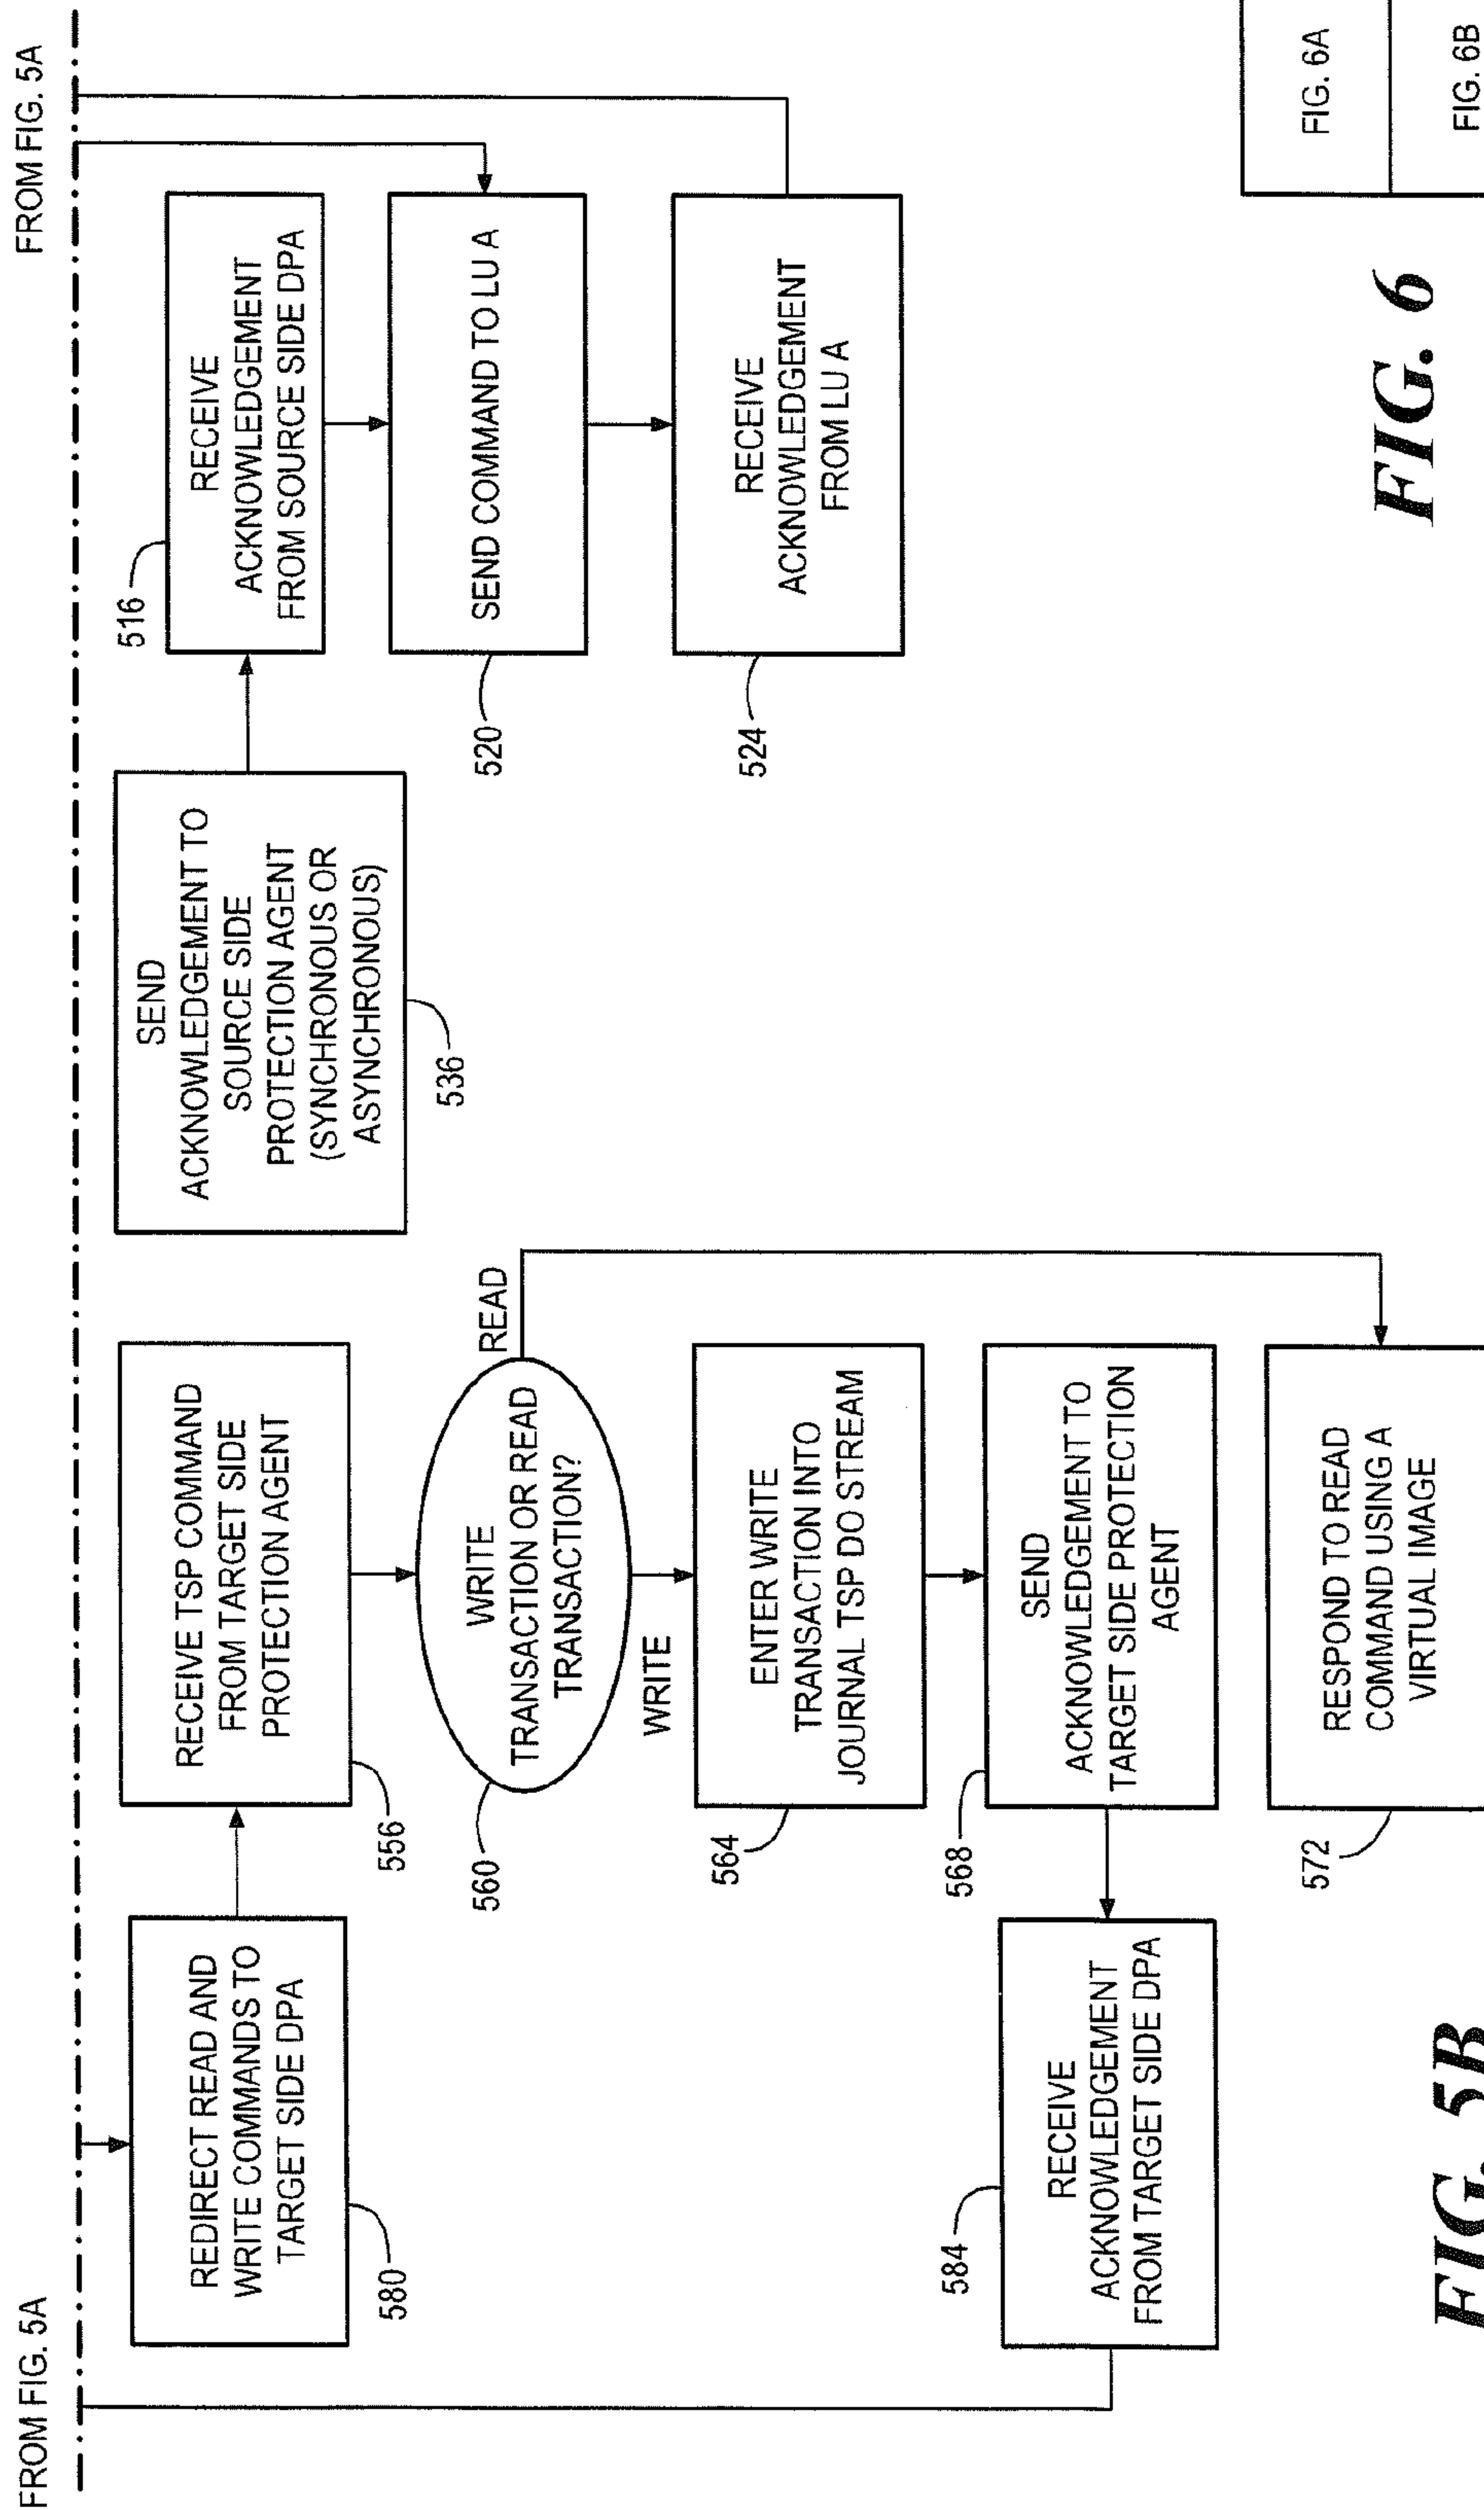 FROM FIG. 5A
FROM FIG. 5A
REDIRECT READ AND
WRITE COMMANDS TO
TARGET SIDE DPA
580
RECEIVE TSP COMMAND
FROM TARGET SIDE
PROTECTION AGENT
556
SEND
ACKNOWLEDGEMENT TO
SOURCE SIDE
PROTECTION AGENT
(SYNCHRONOUS OR
ASYNCHRONOUS)
536
516
RECEIVE
ACKNOWLEDGEMENT
FROM SOURCE SIDE DPA
WRITE
TRANSACTION OR READ
TRANSACTION?
560
READ
WRITE
520
SEND COMMAND TO LU A
564
ENTER WRITE
TRANSACTION INTO
JOURNAL TSP DO STREAM
524
RECEIVE
ACKNOWLEDGEMENT
FROM LU A
584
RECEIVE
ACKNOWLEDGEMENT
FROM TARGET SIDE DPA
568
SEND
ACKNOWLEDGEMENT TO
TARGET SIDE PROTECTION
AGENT
572
RESPOND TO READ
COMMAND USING A
VIRTUAL IMAGE
FIG. 5B
FIG. 6
FIG. 6A
FIG. 6B